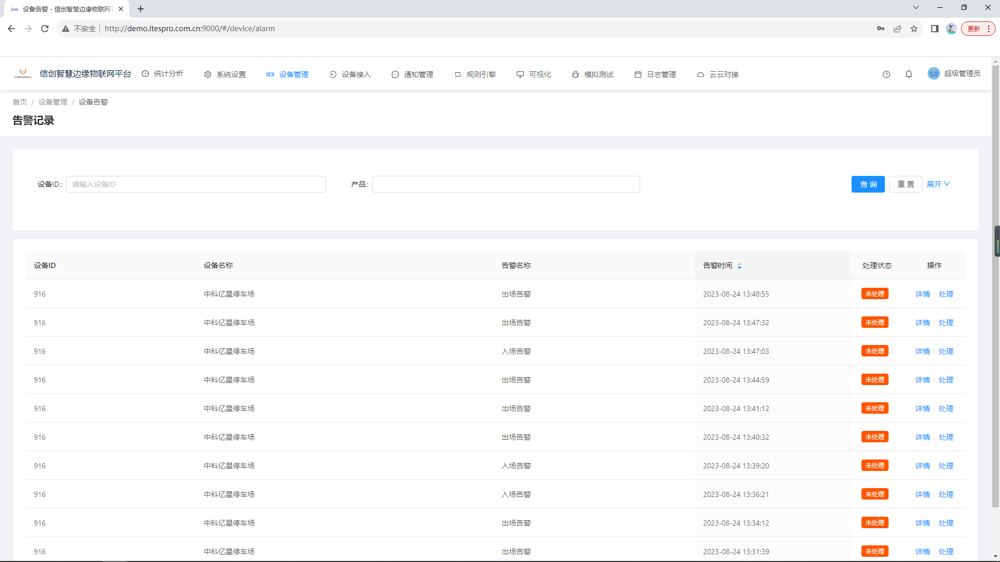 设备告警 - 信创智慧边缘物联网平
不安全 http://demo.itespro.com.cn:9000/#/device/alarm 更新
信创智慧边缘物联网平台 统计分析 系统设置 设备管理 设备接入 通知管理 规则引擎 可视化 模拟测试 日志管理 云云对接 超级管理员
首页 / 设备管理 / 设备告警
告警记录
设备ID: 请输入设备ID 产品: 查 询 重 置 展开
设备ID 设备名称 告警名称 告警时间 处理状态 操作
916 中科亿星停车场 出场告警 2023-08-24 13:48:55 未处理 详情 处理
916 中科亿星停车场 出场告警 2023-08-24 13:47:32 未处理 详情 处理
916 中科亿星停车场 入场告警 2023-08-24 13:47:03 未处理 详情 处理
916 中科亿星停车场 出场告警 2023-08-24 13:44:59 未处理 详情 处理
916 中科亿星停车场 出场告警 2023-08-24 13:41:12 未处理 详情 处理
916 中科亿星停车场 出场告警 2023-08-24 13:40:32 未处理 详情 处理
916 中科亿星停车场 入场告警 2023-08-24 13:39:20 未处理 详情 处理
916 中科亿星停车场 入场告警 2023-08-24 13:36:21 未处理 详情 处理
916 中科亿星停车场 出场告警 2023-08-24 13:34:12 未处理 详情 处理
916 中科亿星停车场 出场告警 2023-08-24 13:31:39 未处理 详情 处理